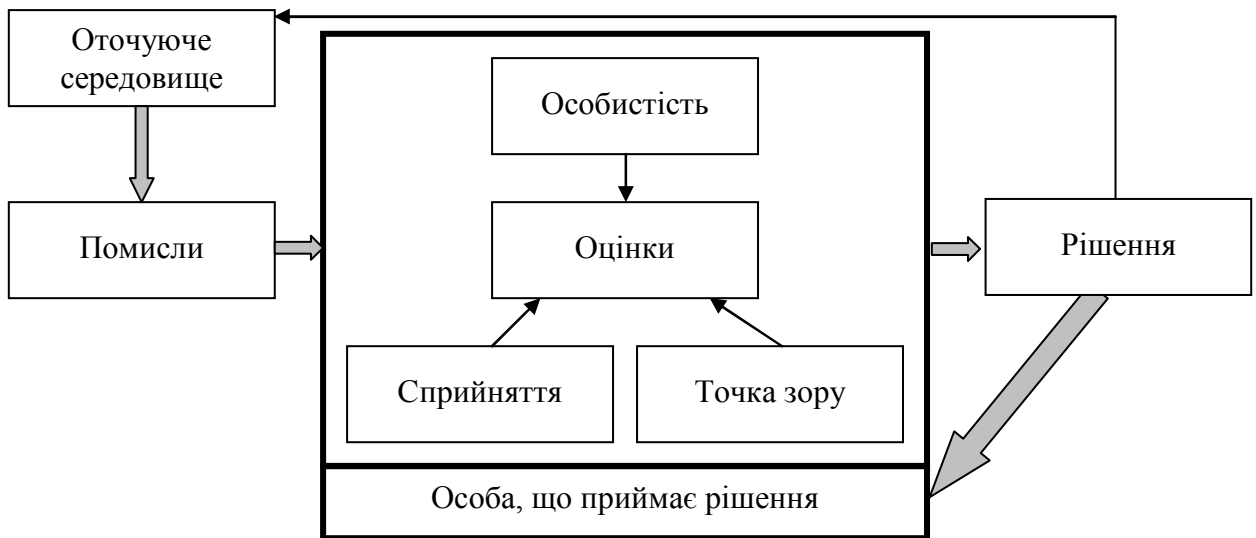 Оточуюче
середовище
Особистість
Помисли
Оцінки
Рішення
Сприйняття
Точка зору
Особа, що приймає рішення